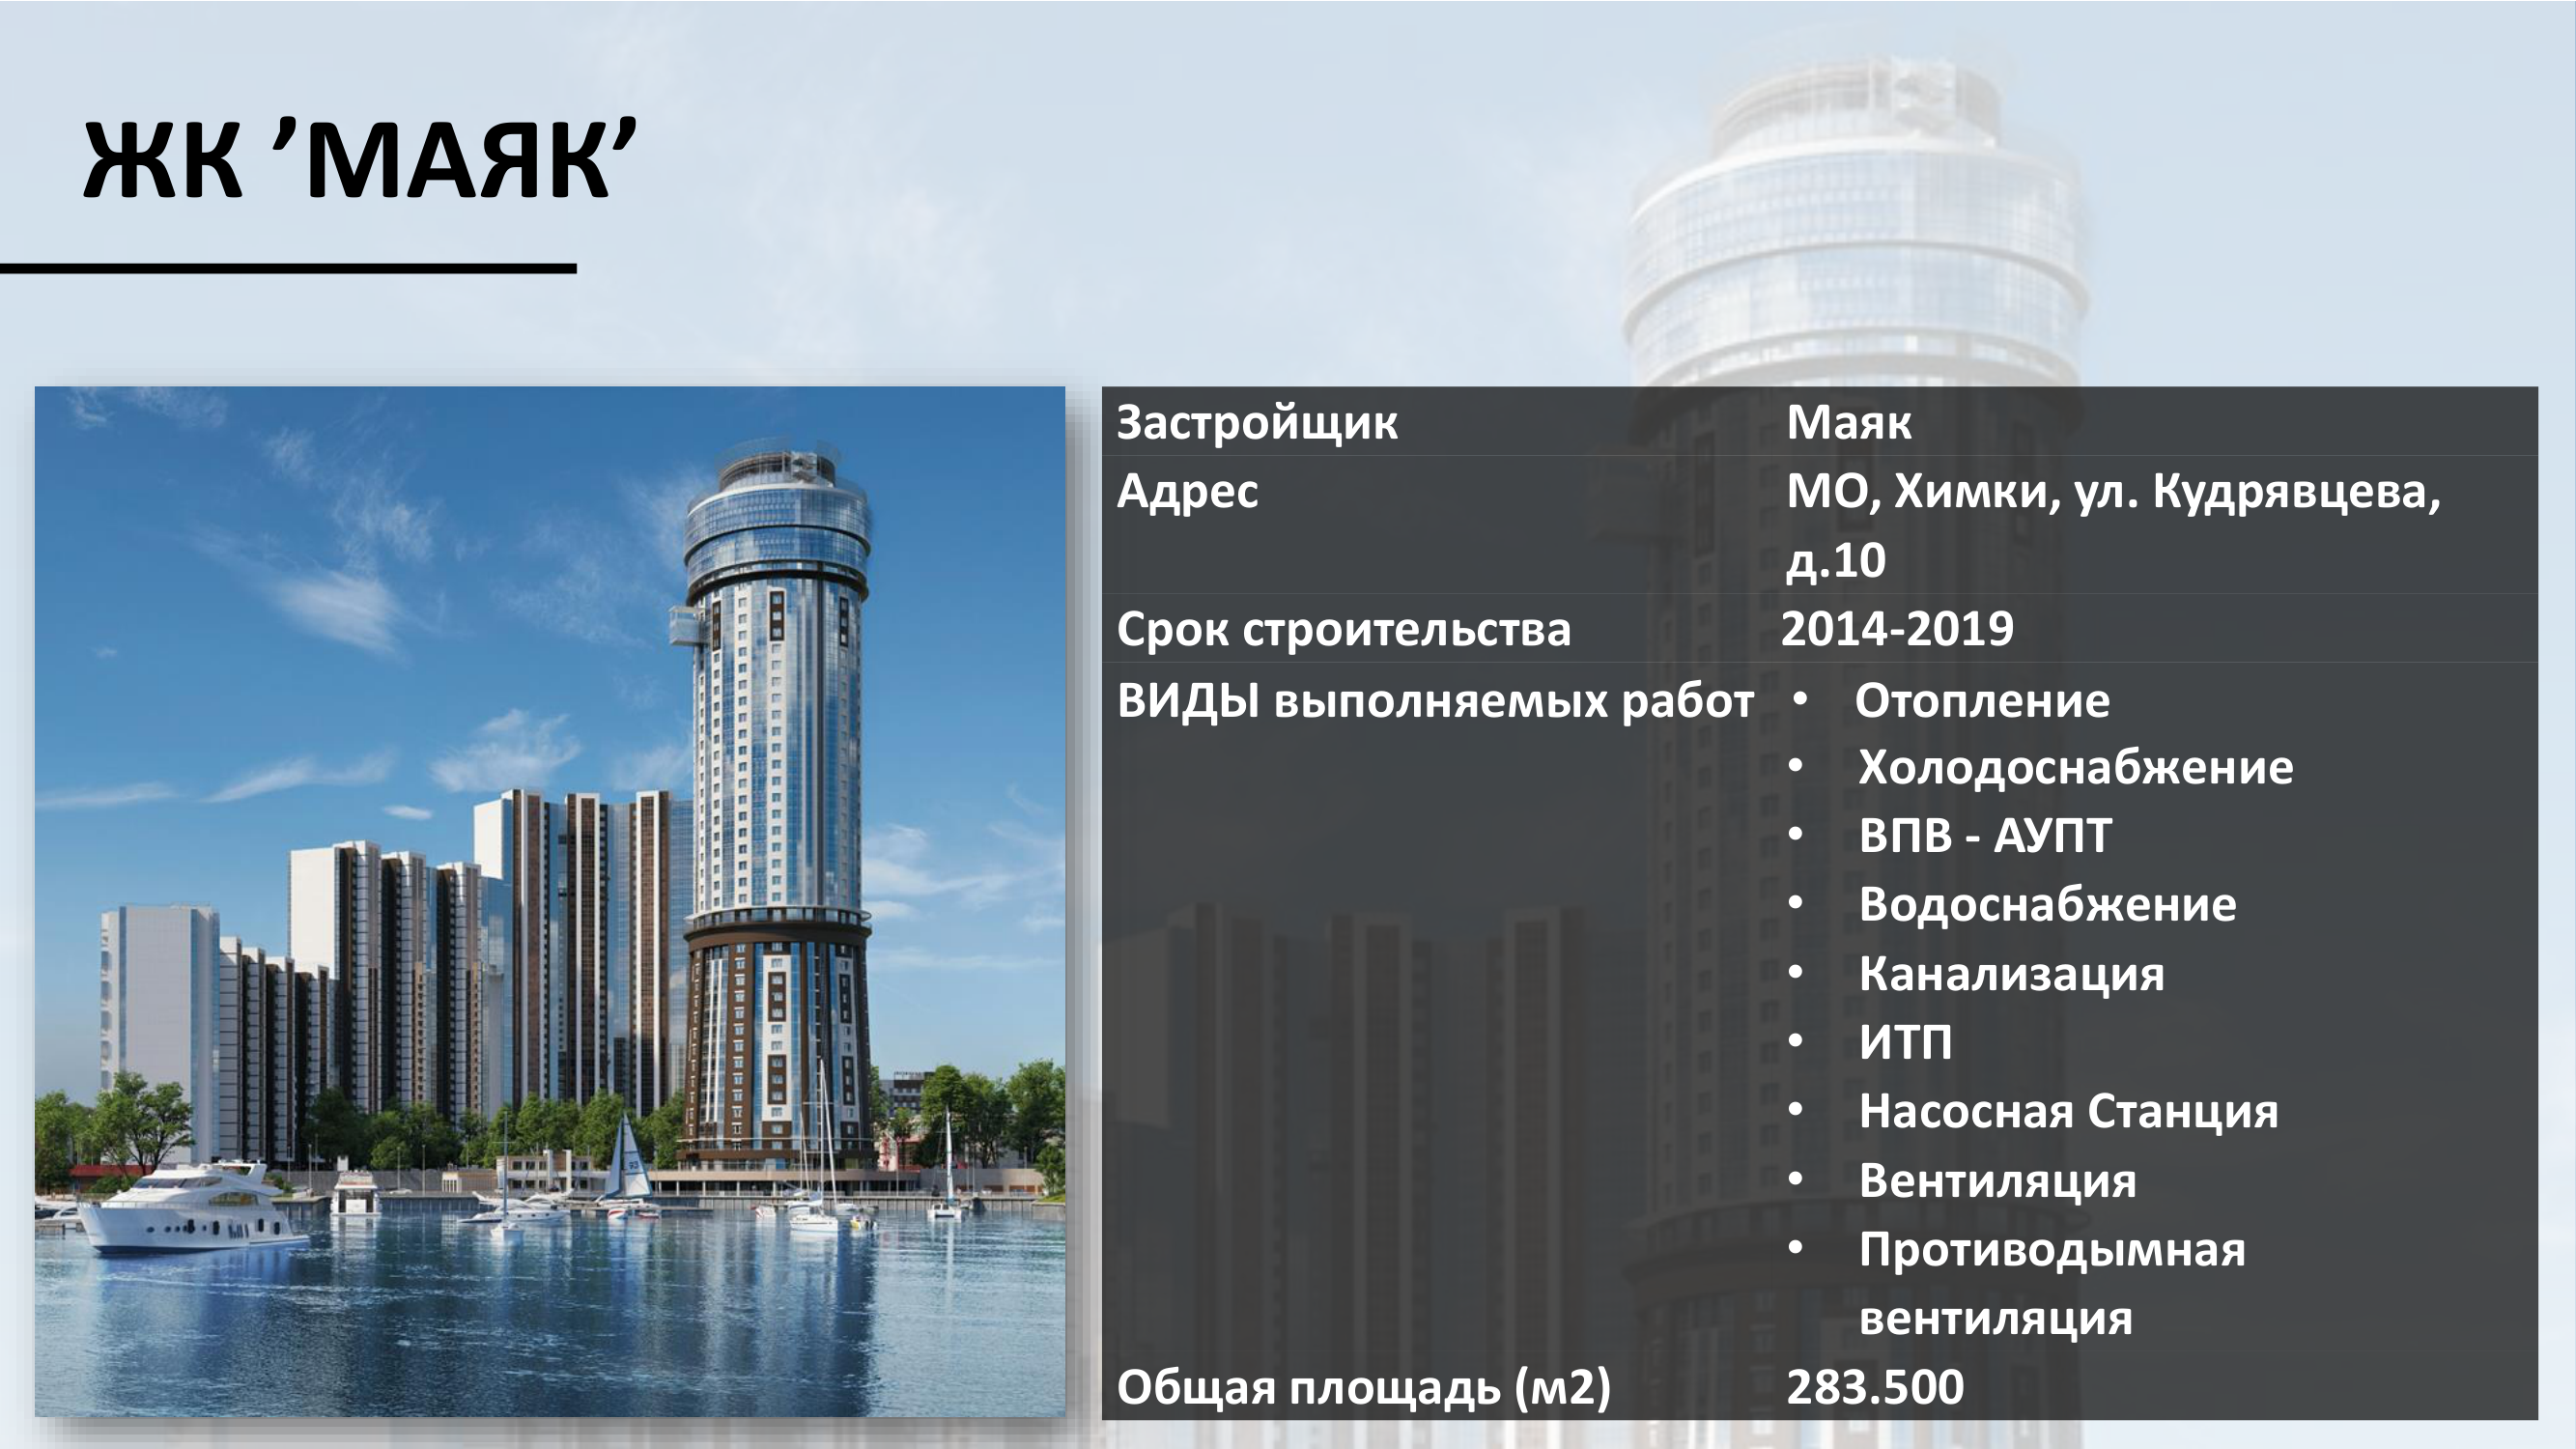 ЖК ’МАЯК’
Застройщик Маяк
Адрес МО, Химки, ул. Кудрявцева,
д.10
Срок строительства 2014-2019
ВИДЫ выполняемых работ • Отопление
• Холодоснабжение
• ВПВ - АУПТ
• Водоснабжение
• Канализация
• ИТП
• Насосная Станция
• Вентиляция
• Противодымная
вентиляция
Общая площадь (м2) 283.500